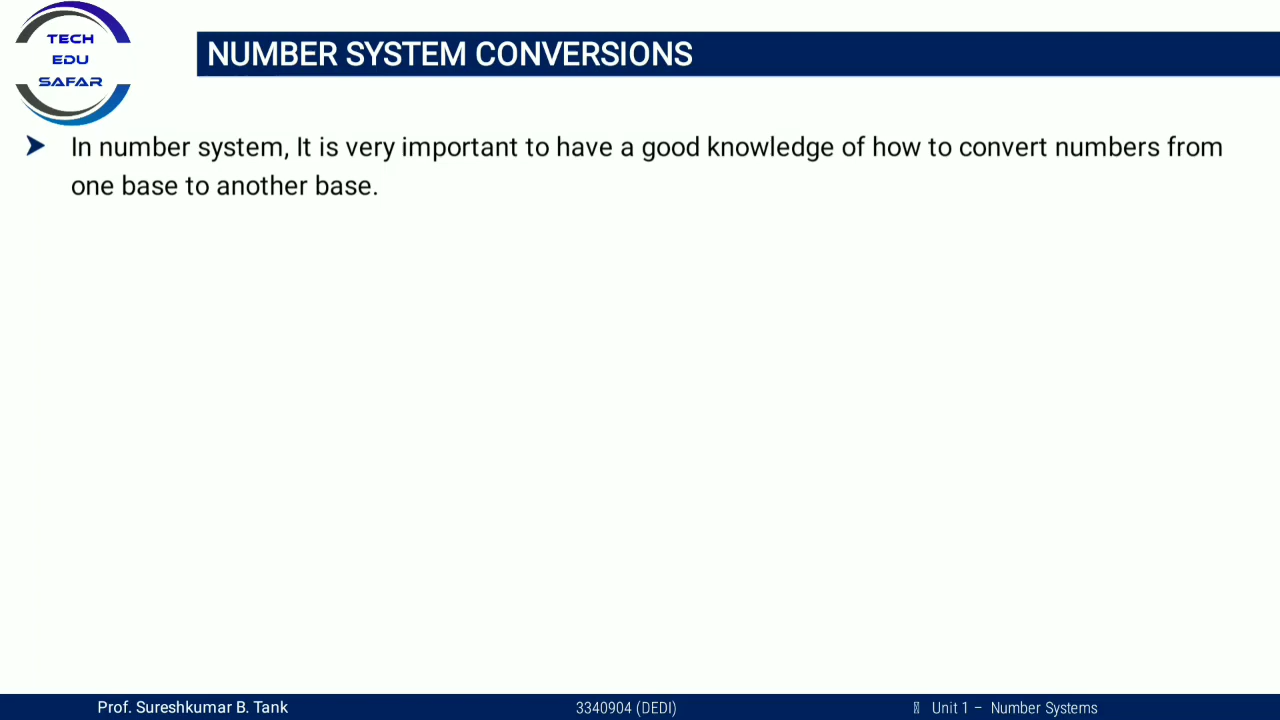 TECH
EDU
SAFAR
NUMBER SYSTEM CONVERSIONS
In number system, It is very important to have a good knowledge of how to convert numbers from
one base to another base.
Prof. Sureshkumar B. Tank
3340904 (DEDI)
Unit 1 – Number Systems